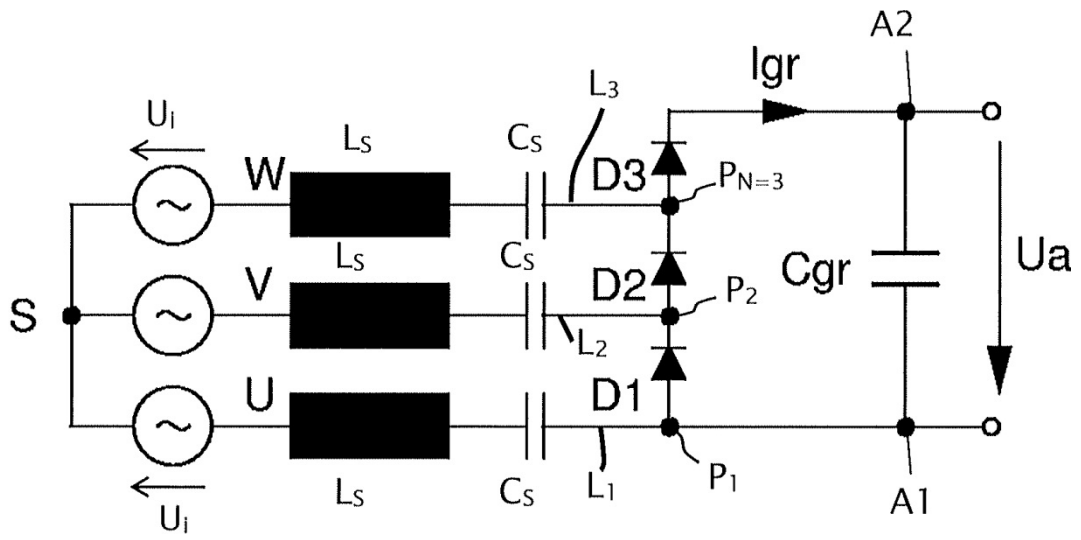 A2
Igr
L3
Ui
LS
CS
W
D3
PN=3
LS
CS
S
V
D2
P2
Cgr
Ua
L2
U
D1
Ui
LS
CS
L1
P1
A1